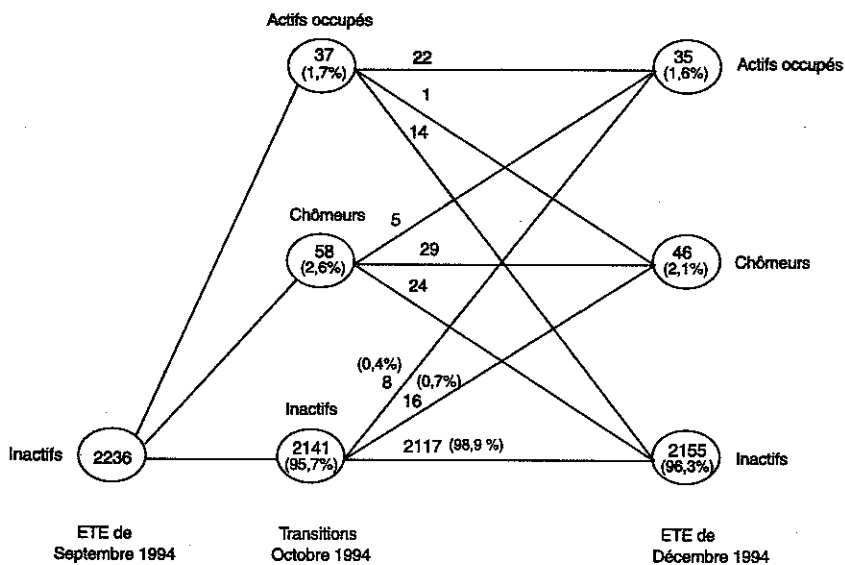 Actifs occupés
37
(1,7%)
22
35
(1,6%)
Actifs occupés
1
14
Chômeurs
58
(2,6%)
5
29
24
46
(2,1%)
Chômeurs
(0,4%)
8
(0,7%)
16
Inactifs
Inactifs
2236
2141
(95,7%)
2117 (98,9 %)
2155
(96,3%)
Inactifs
ETE de
Septembre 1994
Transitions
Octobre 1994
ETE de
Décembre 1994